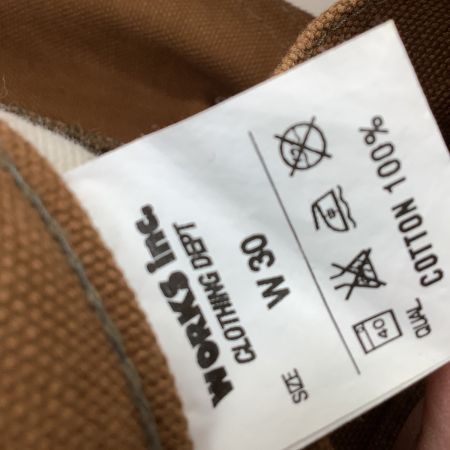 WORKS Inc.
CLOTHING DEPT
SIZE W 30
40
QUAL. COTTON 100%